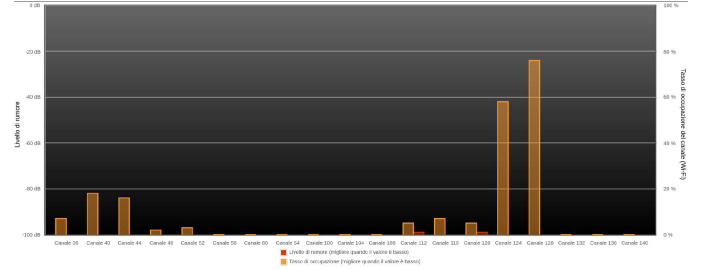 0 dB
-20 dB
-40 dB
-60 dB
-80 dB
-100 dB
Livello di rumore
100 %
80 %
60 %
40 %
20 %
0 %
Tasso di occupazione del canale (Wi-Fi)
Canale 36 Canale 40 Canale 44 Canale 48 Canale 52 Canale 56 Canale 60 Canale 64 Canale 100 Canale 104 Canale 108 Canale 112 Canale 116 Canale 120 Canale 124 Canale 128 Canale 132 Canale 136 Canale 140
Livello di rumore (migliore quando il valore è basso)
Tasso di occupazione (migliore quando il valore è basso)